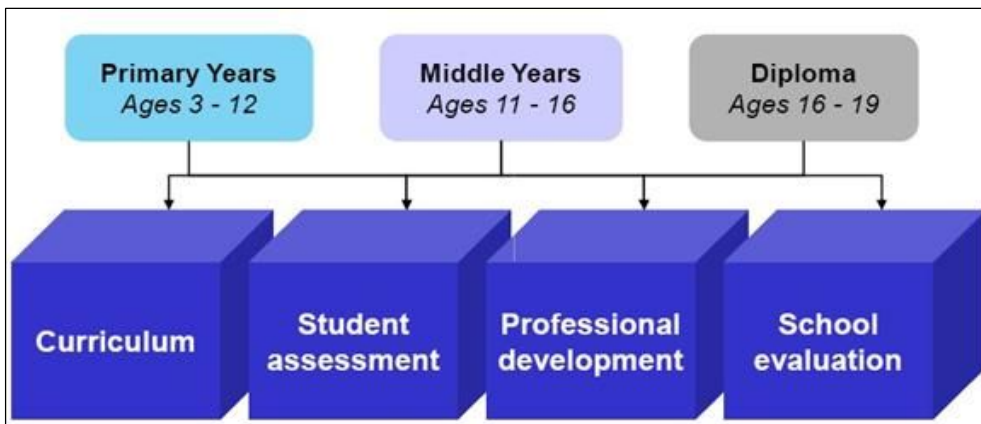 Primary Years
Ages 3 - 12
Middle Years
Ages 11 - 16
Diploma
Ages 16 - 19
Curriculum
Student
assessment
Professional
development
School
evaluation